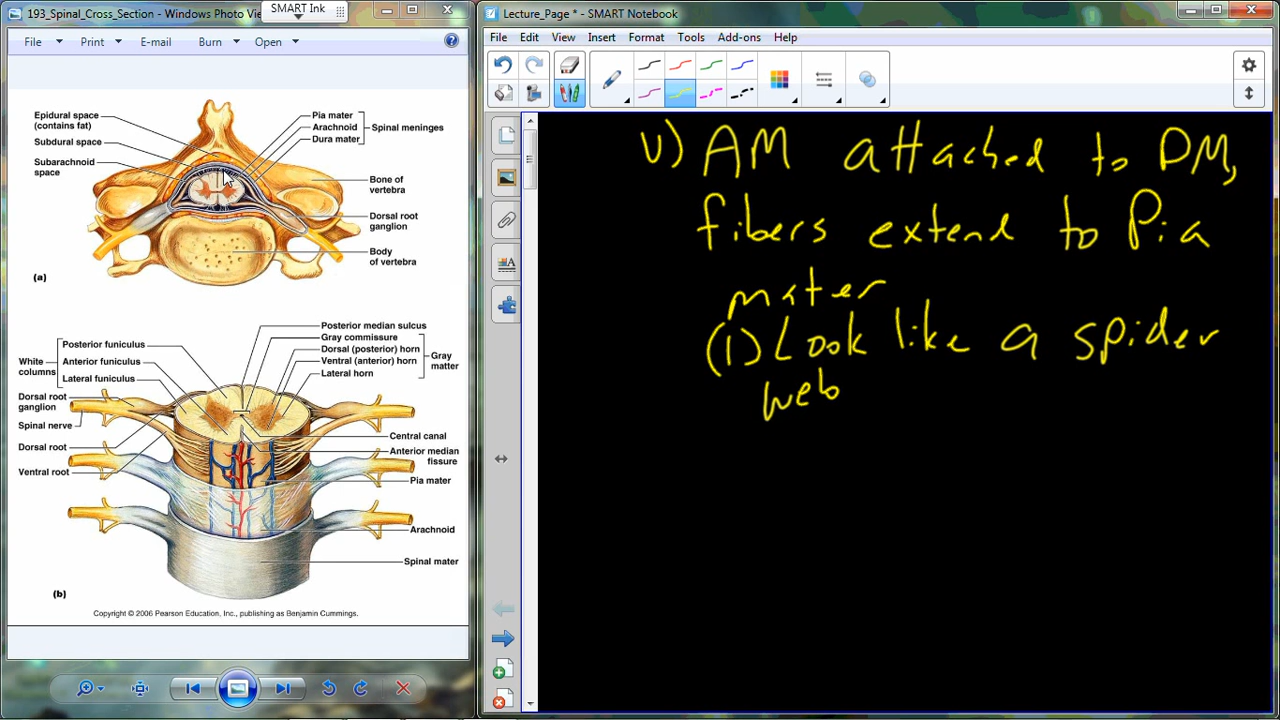 193_Spinal_Cross_Section - Windows Photo Vie
SMART Ink
File Print E-mail Burn Open
Epidural space
(contains fat)
Subdural space
Subarachnoid
space
Pia mater
Arachnoid
Dura mater
Spinal meninges
Bone of
vertebra
Dorsal root
ganglion
Body
of vertebra
(a)
Posterior median sulcus
Gray commissure
Dorsal (posterior) horn
Ventral (anterior) horn
Lateral horn
Gray
matter
White
columns
Posterior funiculus
Anterior funiculus
Lateral funiculus
Dorsal root
ganglion
Spinal nerve
Dorsal root
Ventral root
Central canal
Anterior median
fissure
Pia mater
Arachnoid
Spinal mater
(b)
Copyright © 2006 Pearson Education, Inc., publishing as Benjamin Cummings.
Lecture_Page * - SMART Notebook
File Edit View Insert Format Tools Add-ons Help
v) AM attached to DM,
fibers extend to Pia
mater
(1) Look like a spider
web